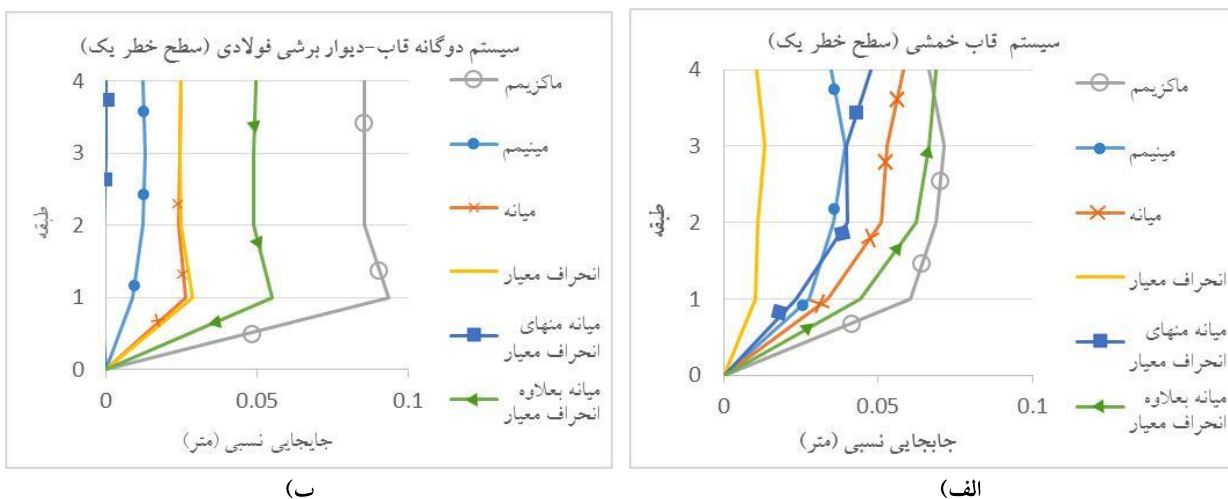 سیستم قاب خمشی (سطح خطر یک)
4
3
2
1
0
طبقه
0
0.05
0.1
جابجایی نسبی (متر)
ماکزیمم
مینیمم
میانه
انحراف معیار
میانه منهای
انحراف معیار
میانه بعلاوه
انحراف معیار
الف)
سیستم دوگانه قاب-دیوار برشی فولادی (سطح خطر یک)
4
3
2
1
0
طبقه
0
0.05
0.1
جابجایی نسبی (متر)
ماکزیمم
مینیمم
میانه
انحراف معیار
میانه منهای
انحراف معیار
میانه بعلاوه
انحراف معیار
ب)